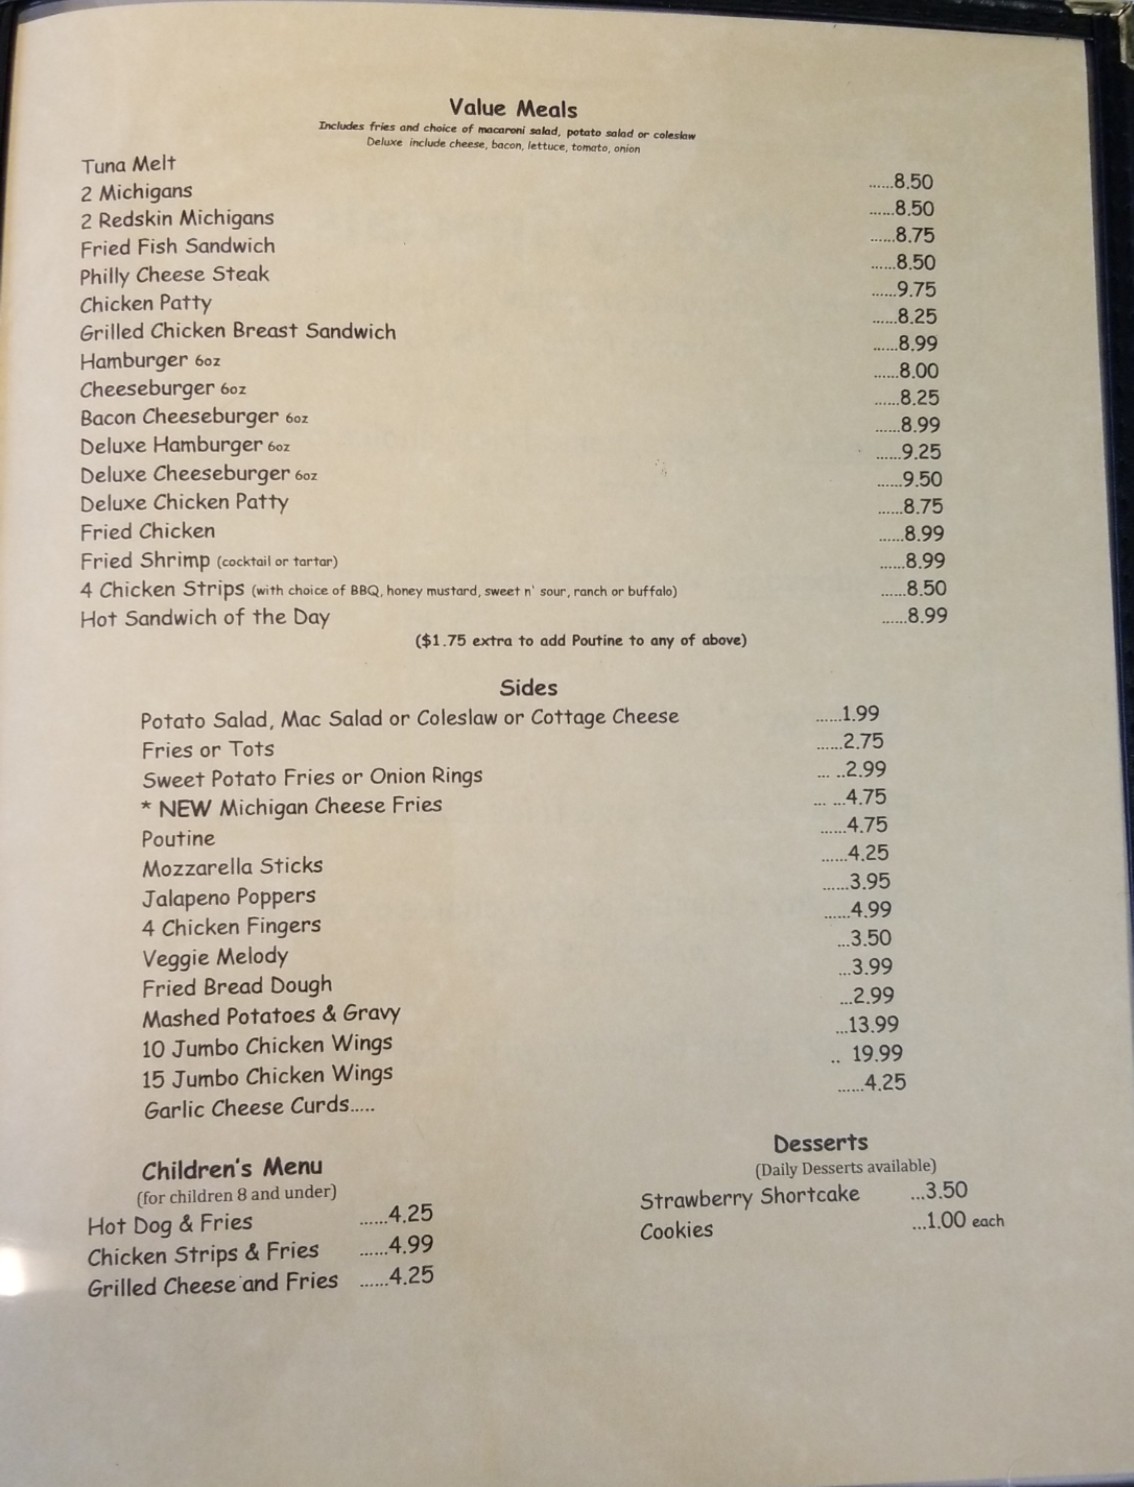 Value Meals
Includes fries and choice of macaroni salad, potato salad or coleslaw
Deluxe include cheese, bacon, lettuce, tomato, onion
Tuna Melt ......8.50
2 Michigans ......8.50
2 Redskin Michigans ......8.75
Fried Fish Sandwich ......8.50
Philly Cheese Steak ......9.75
Chicken Patty ......8.25
Grilled Chicken Breast Sandwich ......8.99
Hamburger 6oz ......8.00
Cheeseburger 6oz ......8.25
Bacon Cheeseburger 6oz ......8.99
Deluxe Hamburger 6oz ......9.25
Deluxe Cheeseburger 6oz ......9.50
Deluxe Chicken Patty ......8.75
Fried Chicken ......8.99
Fried Shrimp (cocktail or tartar) ......8.99
4 Chicken Strips (with choice of BBQ, honey mustard, sweet n' sour, ranch or buffalo) ......8.50
Hot Sandwich of the Day ......8.99
($1.75 extra to add Poutine to any of above)
Sides
Potato Salad, Mac Salad or Coleslaw or Cottage Cheese ......1.99
Fries or Tots ......2.75
Sweet Potato Fries or Onion Rings ... ..2.99
* NEW Michigan Cheese Fries ... ...4.75
Poutine ......4.75
Mozzarella Sticks ......4.25
Jalapeno Poppers ......3.95
4 Chicken Fingers ......4.99
Veggie Melody ...3.50
Fried Bread Dough ...3.99
Mashed Potatoes & Gravy ...2.99
10 Jumbo Chicken Wings ...13.99
15 Jumbo Chicken Wings .. 19.99
Garlic Cheese Curds..... ......4.25
Children's Menu
(for children 8 and under)
Hot Dog & Fries ......4.25
Chicken Strips & Fries ......4.99
Grilled Cheese and Fries ......4.25
Desserts
(Daily Desserts available)
Strawberry Shortcake ...3.50
Cookies ...1.00 each